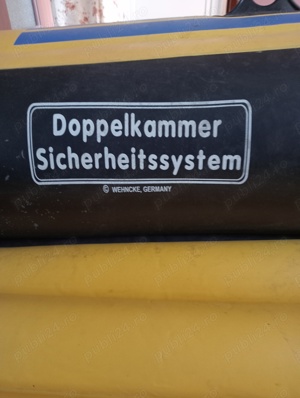 Doppelkammer
Sicherheitssystem
© WEHNCKE, GERMANY